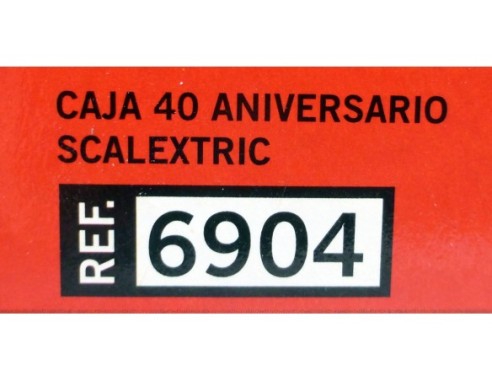 CAJA 40 ANIVERSARIO
SCALEXTRIC
REF. 6904